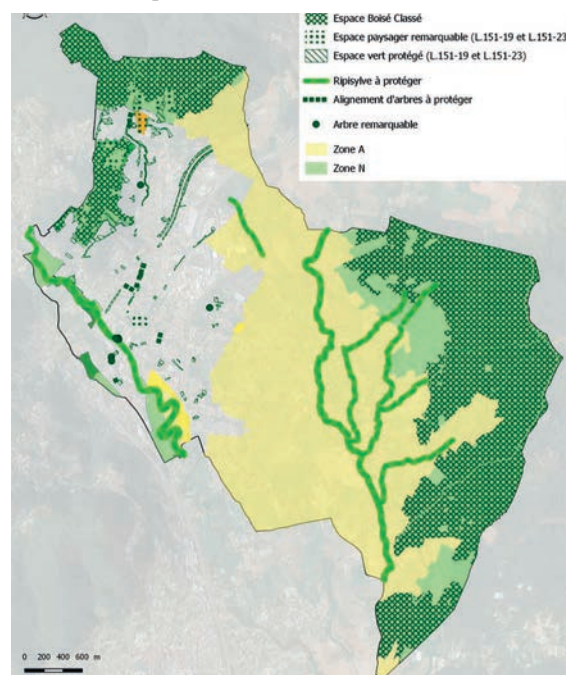 Espace Boisé Classé
Espace paysager remarquable (L.151-19 et L.151-23
Espace vert protégé (L.151-19 et L.151-23)
Ripisylve à protéger
Alignement d'arbres à protéger
Arbre remarquable
Zone A
Zone N
0 200 400 600 m